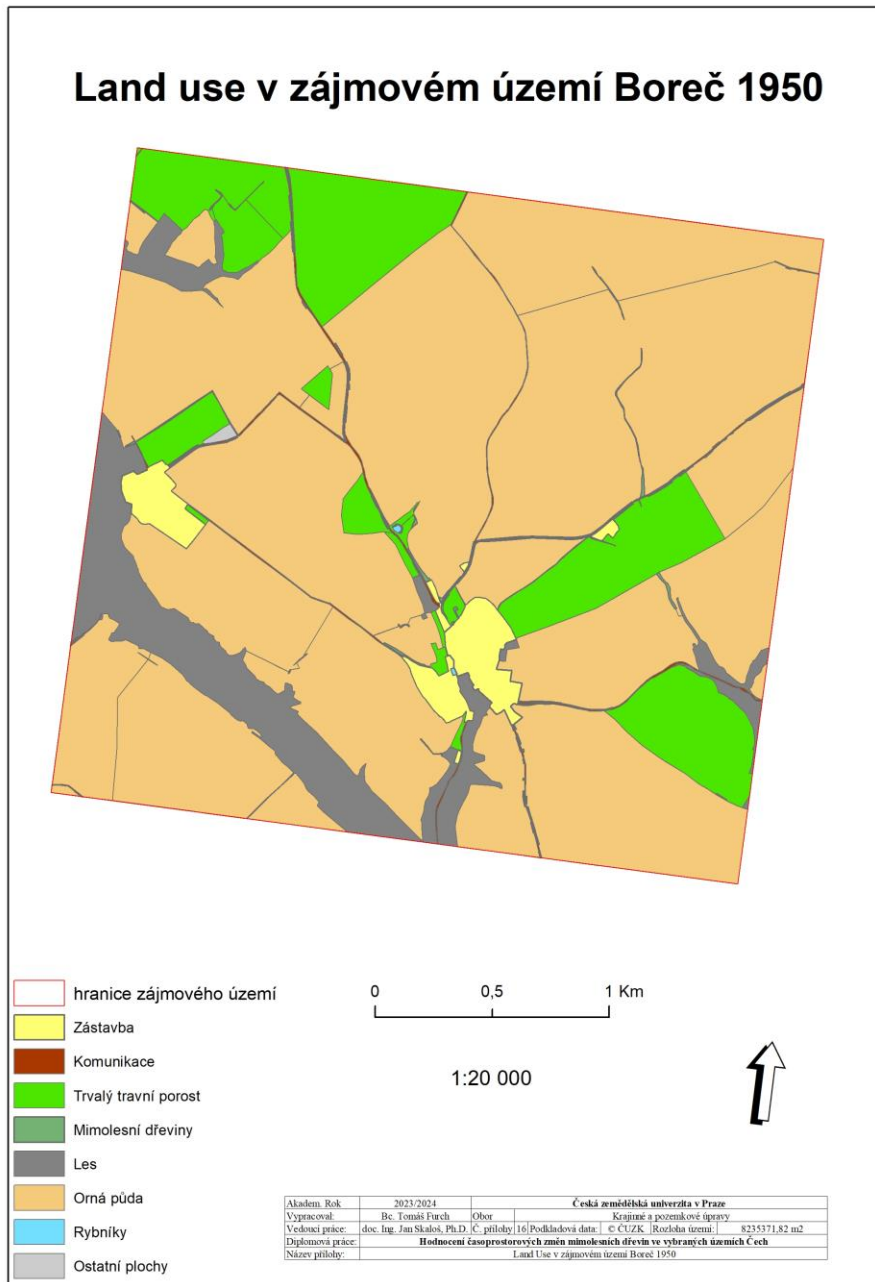 Land use v zájmovém území Boreč 1950
hranice zájmového území
Zástavba
Komunikace
Trvalý travní porost
Mimolesní dřeviny
Les
Orná půda
Rybníky
Ostatní plochy
0 0,5 1 Km
1:20 000
Akadem. Rok 2023/2024 Česká zemědělská univerzita v Praze
Vypracoval: Bc. Tomáš Furch Obor Krajinné a pozemkové úpravy
Vedoucí práce: doc. Ing. Jan Skaloš, Ph.D. Č. přílohy 16 Podkladová data: © ČUZK Rozloha území: 8235371,82 m2
Diplomová práce: Hodnocení časoprostorových změn mimolesních dřevin ve vybraných územích Čech
Název přílohy: Land Use v zájmovém území Boreč 1950